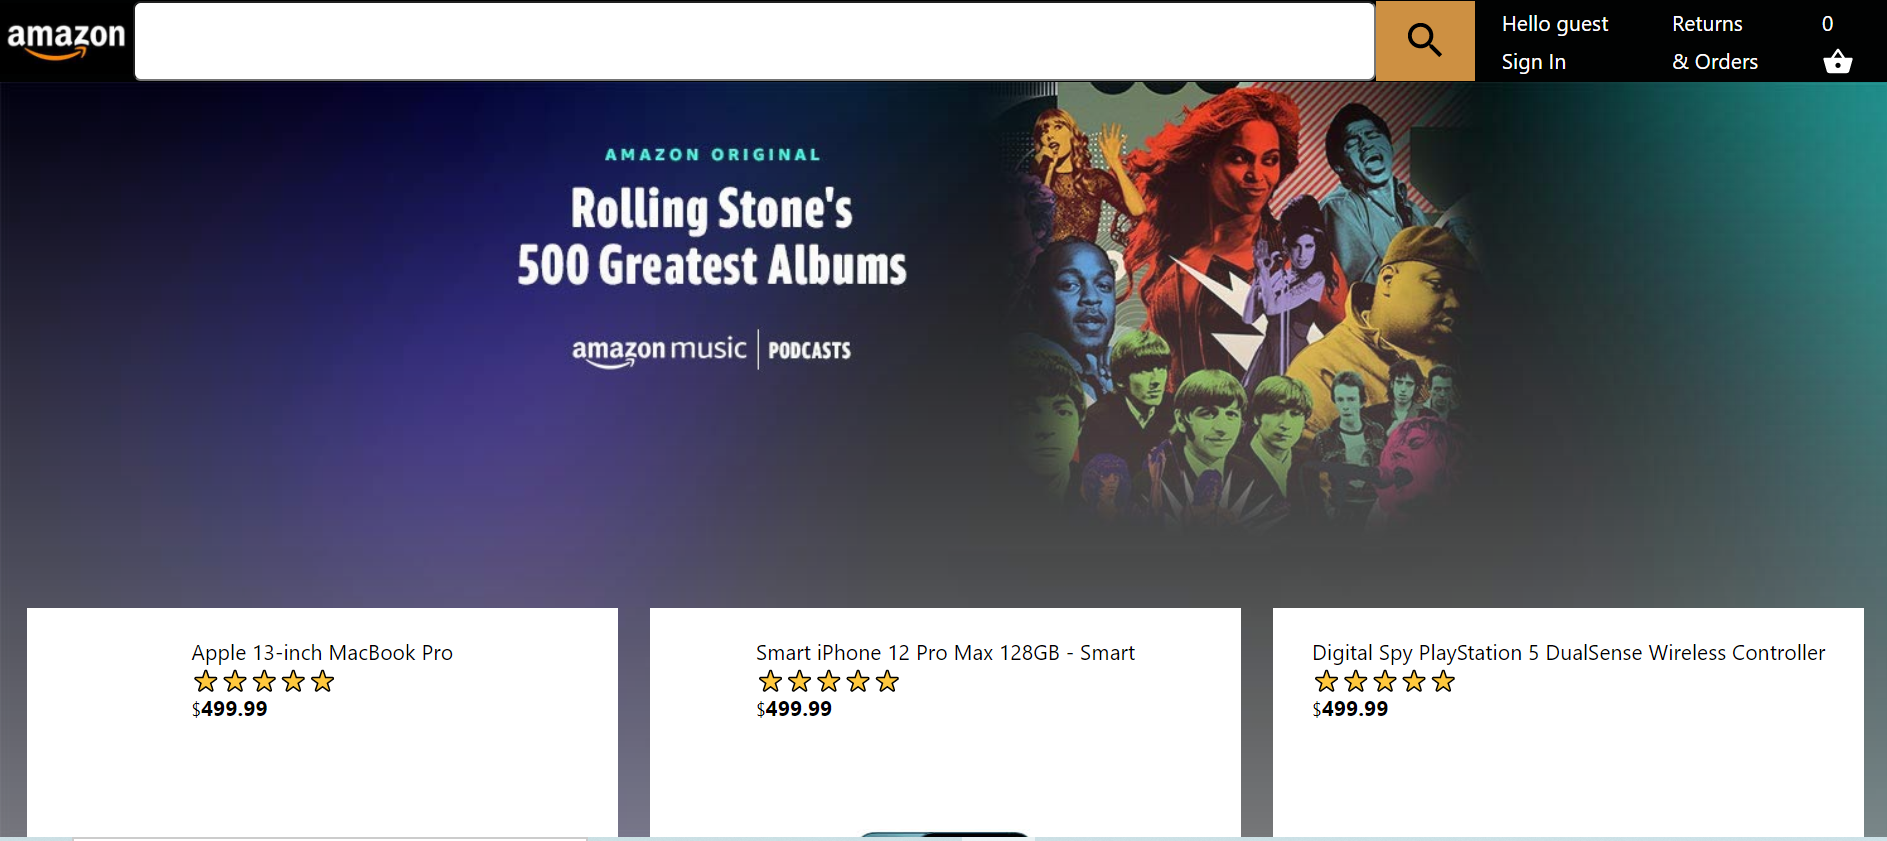 amazon
Hello guest
Sign In
Returns
& Orders
0
AMAZON ORIGINAL
Rolling Stone's
500 Greatest Albums
amazon music | PODCASTS
Apple 13-inch MacBook Pro
$499.99
Smart iPhone 12 Pro Max 128GB - Smart
$499.99
Digital Spy PlayStation 5 DualSense Wireless Controller
$499.99